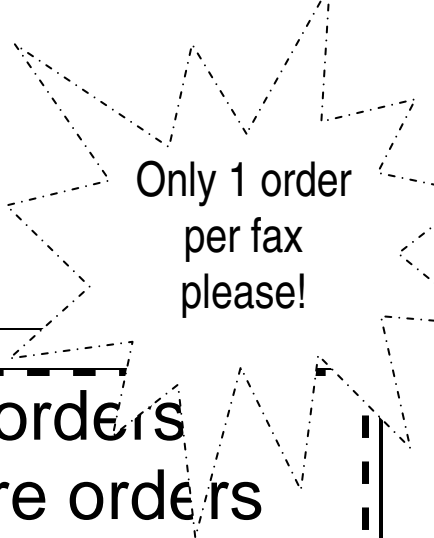 Only 1 order
per fax
please!
orders
re orders